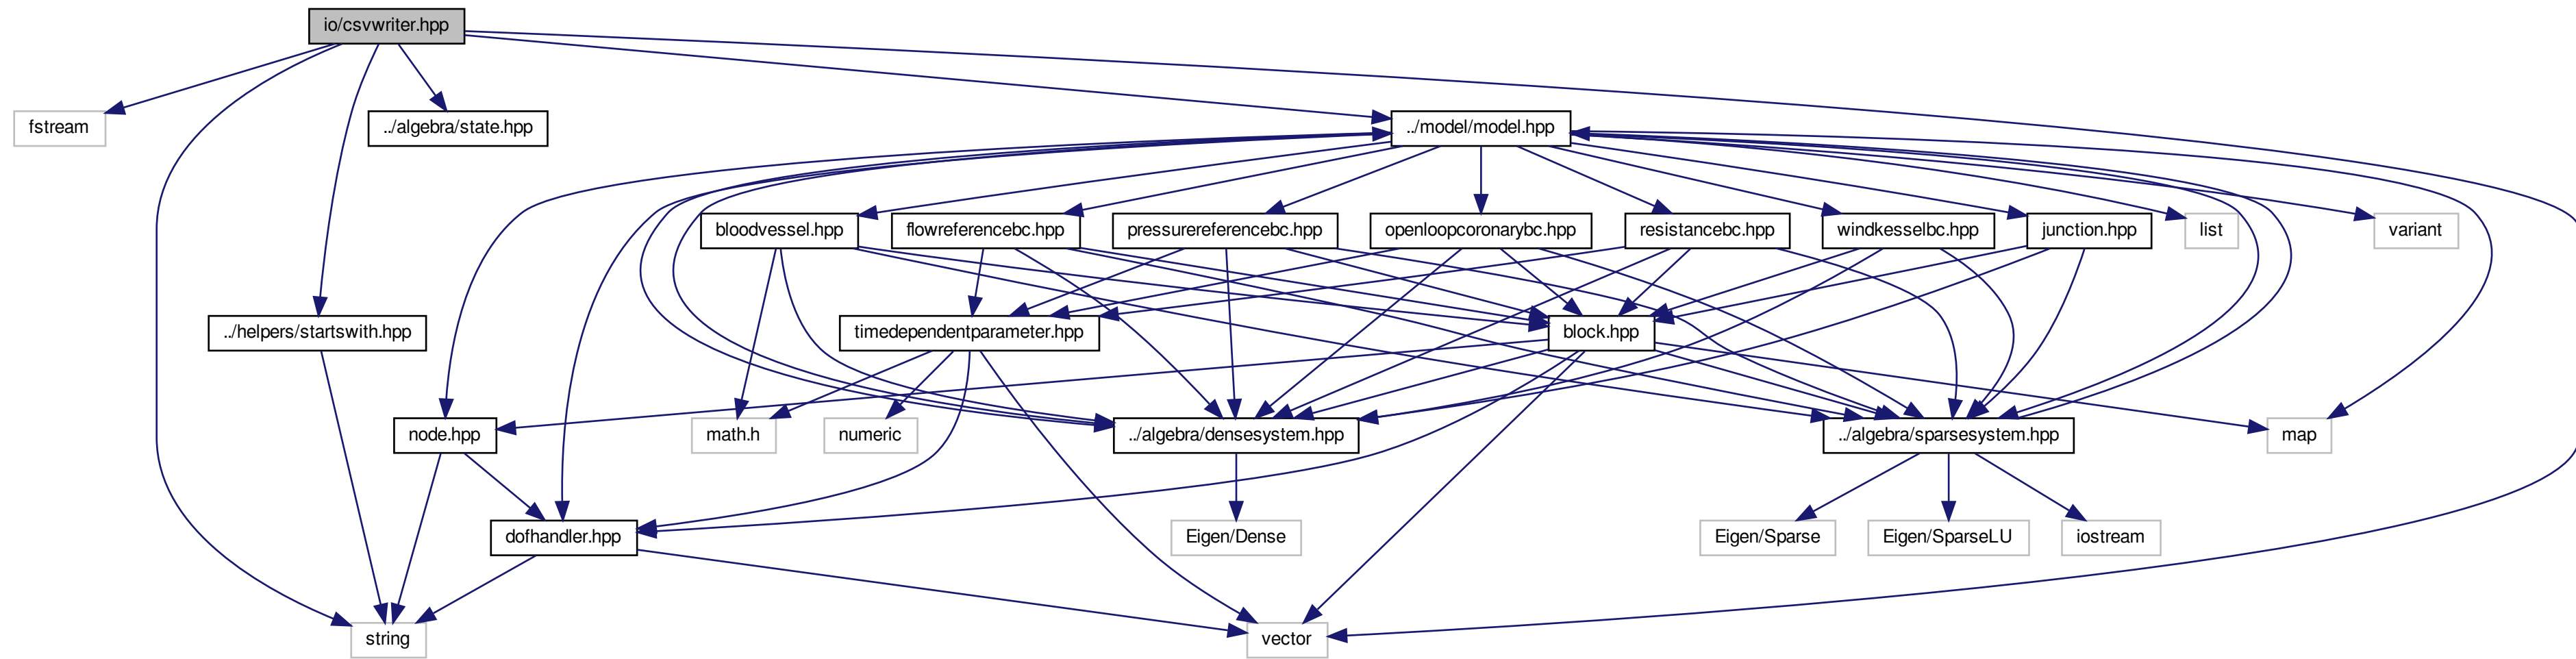 io/csvwriter.hpp
fstream
../algebra/state.hpp
../model/model.hpp
bloodvessel.hpp
flowreferencebc.hpp
pressurereferencebc.hpp
openloopcoronarybc.hpp
resistancebc.hpp
windkesselbc.hpp
junction.hpp
list
variant
../helpers/startswith.hpp
timedependentparameter.hpp
block.hpp
node.hpp
math.h
numeric
../algebra/densesystem.hpp
../algebra/sparsesystem.hpp
map
dofhandler.hpp
Eigen/Dense
Eigen/Sparse
Eigen/SparseLU
iostream
string
vector